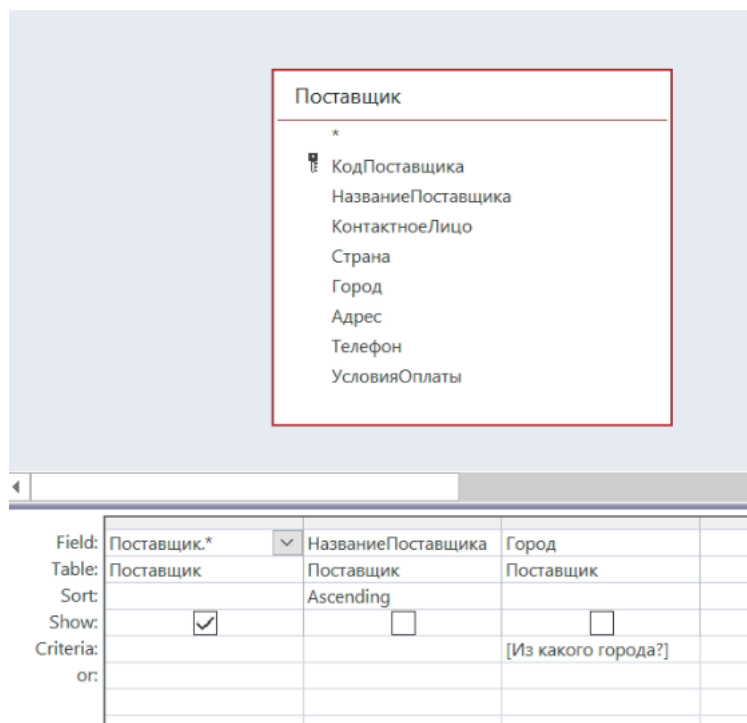 Поставщик
*
КодПоставщика
НазваниеПоставщика
КонтактноеЛицо
Страна
Город
Адрес
Телефон
УсловияОплаты
Field: Поставщик.* НазваниеПоставщика Город
Table: Поставщик Поставщик Поставщик
Sort: Ascending
Show:
Criteria: [Из какого города?]
or: